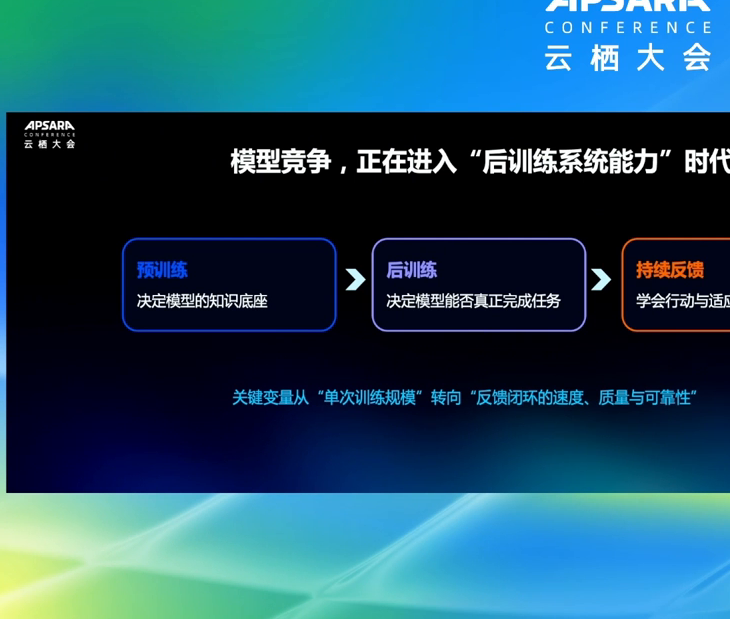 APSARA
CONFERENCE
云栖大会
APSARA
CONFERENCE
云栖大会
模型竞争，正在进入“后训练系统能力”时代
预训练
决定模型的知识底座
后训练
决定模型能否真正完成任务
持续反馈
学会行动与适应
关键变量从“单次训练规模”转向“反馈闭环的速度、质量与可靠性”